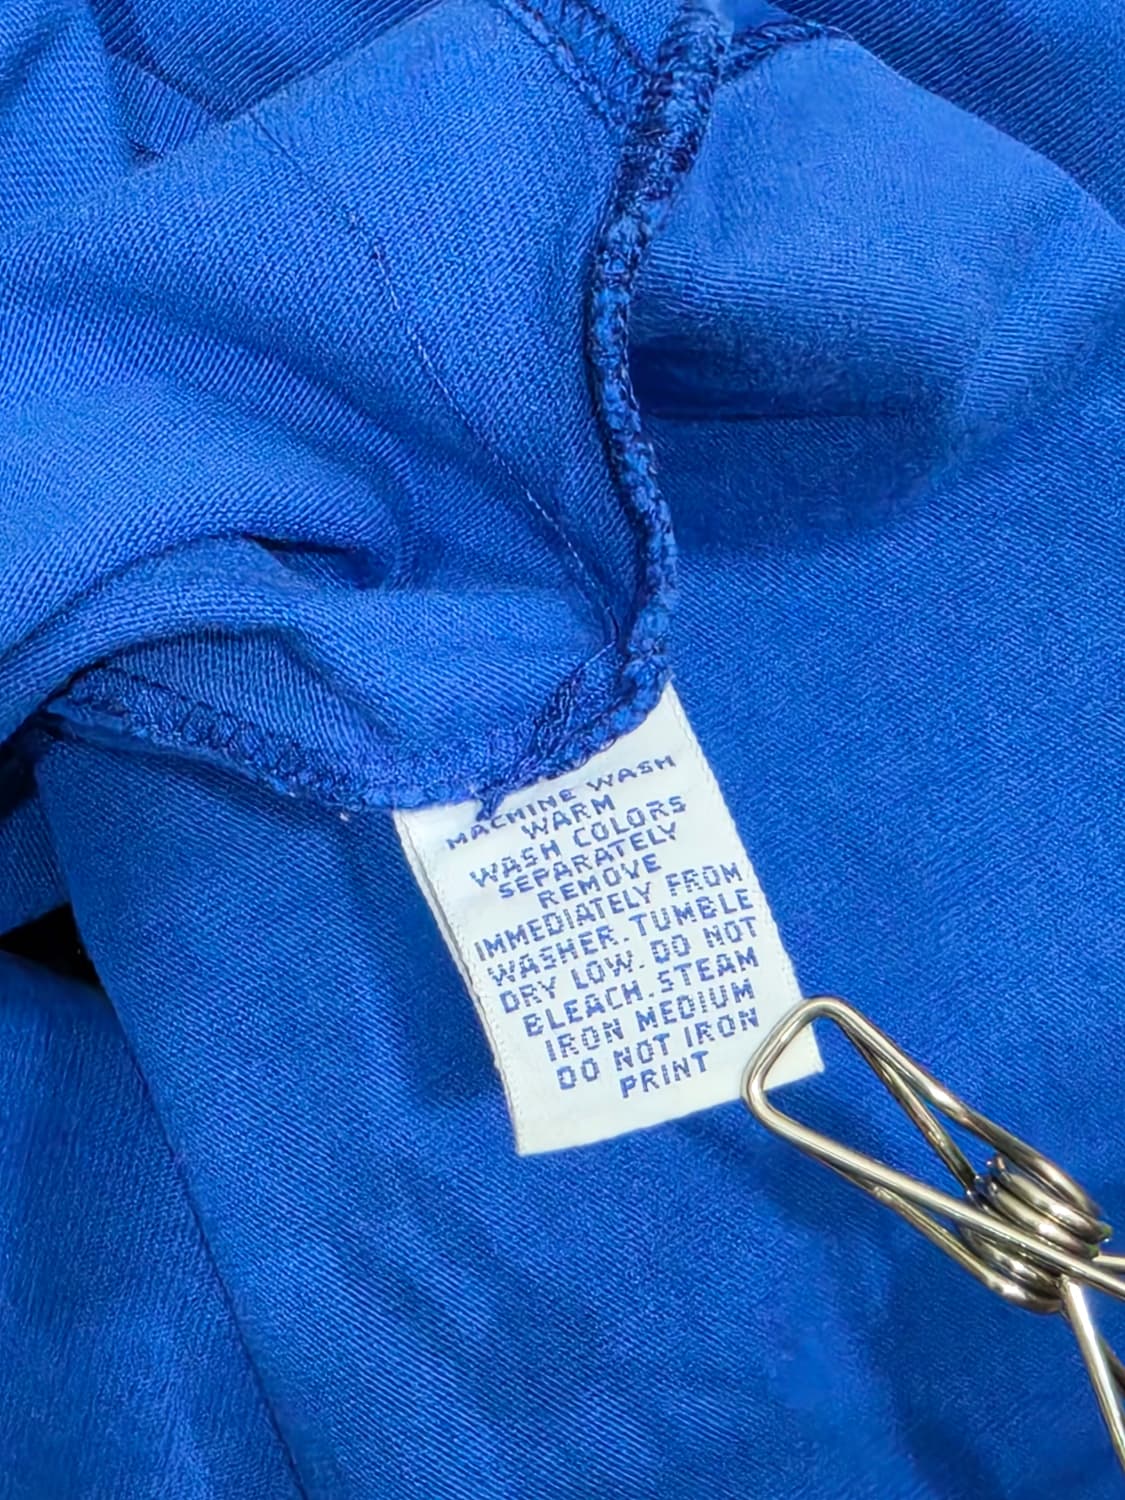 MACHINE WASH
WARM
WASH COLORS
SEPARATELY
REMOVE
IMMEDIATELY FROM
WASHER. TUMBLE
DRY LOW. DO NOT
BLEACH. STEAM
IRON MEDIUM
DO NOT IRON
PRINT